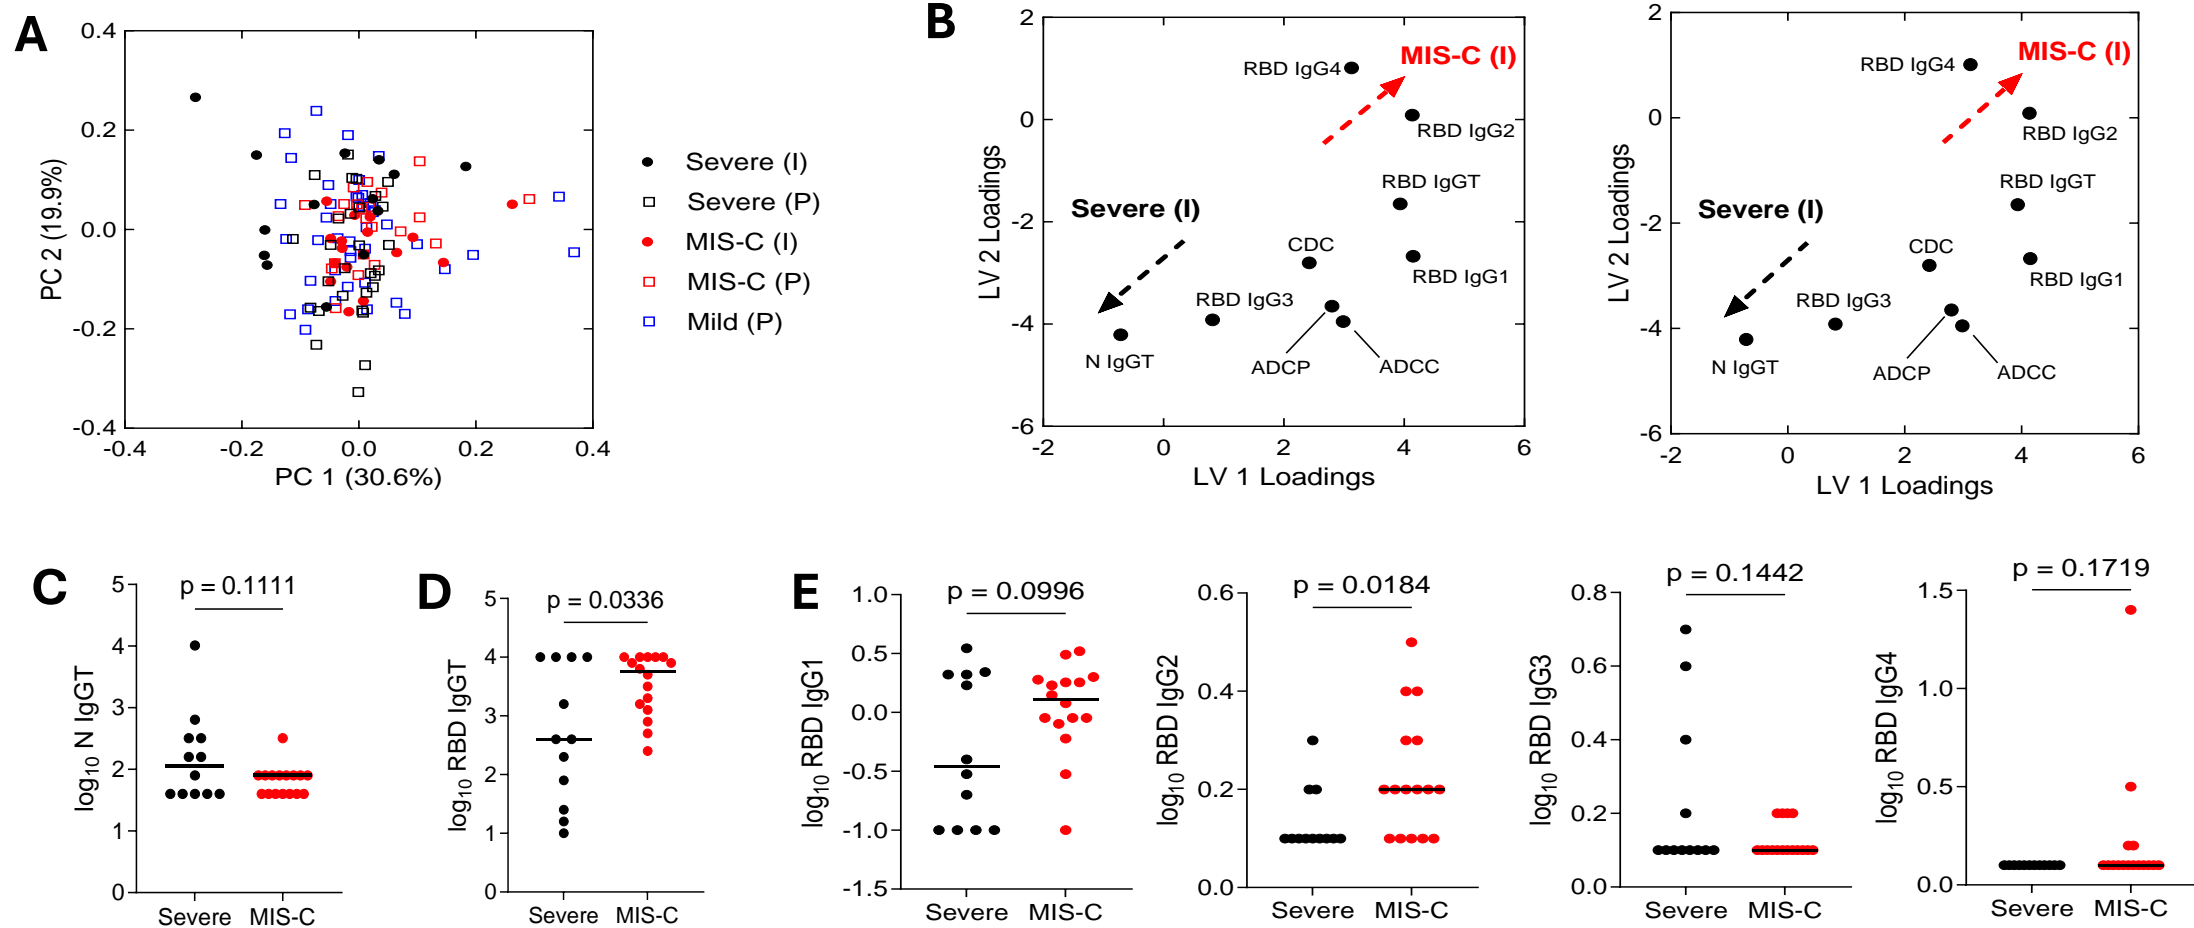 A
0.4
0.2
0.0
-0.2
-0.4
-0.4
-0.2
0.0
0.2
0.4
PC 2 (19.9%)
PC 1 (30.6%)
Severe (I)
Severe (P)
MIS-C (I)
MIS-C (P)
Mild (P)
B
2
0
-2
-4
-6
-2
0
2
4
6
LV 2 Loadings
LV 1 Loadings
MIS-C (I)
RBD IgG4
RBD IgG2
RBD IgGT
Severe (I)
CDC
RBD IgG1
RBD IgG3
N IgGT
ADCP
ADCC
2
0
-2
-4
-6
-2
0
2
4
6
LV 2 Loadings
LV 1 Loadings
MIS-C (I)
RBD IgG4
RBD IgG2
RBD IgGT
Severe (I)
CDC
RBD IgG1
RBD IgG3
N IgGT
ADCP
ADCC
C
p = 0.1111
5
4
3
2
1
0
log10 N IgGT
Severe
MIS-C
D
p = 0.0336
5
4
3
2
1
0
log10 RBD IgGT
Severe
MIS-C
E
p = 0.0996
1.0
0.5
0.0
-0.5
-1.0
-1.5
log10 RBD IgG1
Severe
MIS-C
p = 0.0184
0.6
0.4
0.2
0.0
log10 RBD IgG2
Severe
MIS-C
p = 0.1442
0.8
0.6
0.4
0.2
0.0
log10 RBD IgG3
Severe
MIS-C
p = 0.1719
1.5
1.0
0.5
0.0
log10 RBD IgG4
Severe
MIS-C